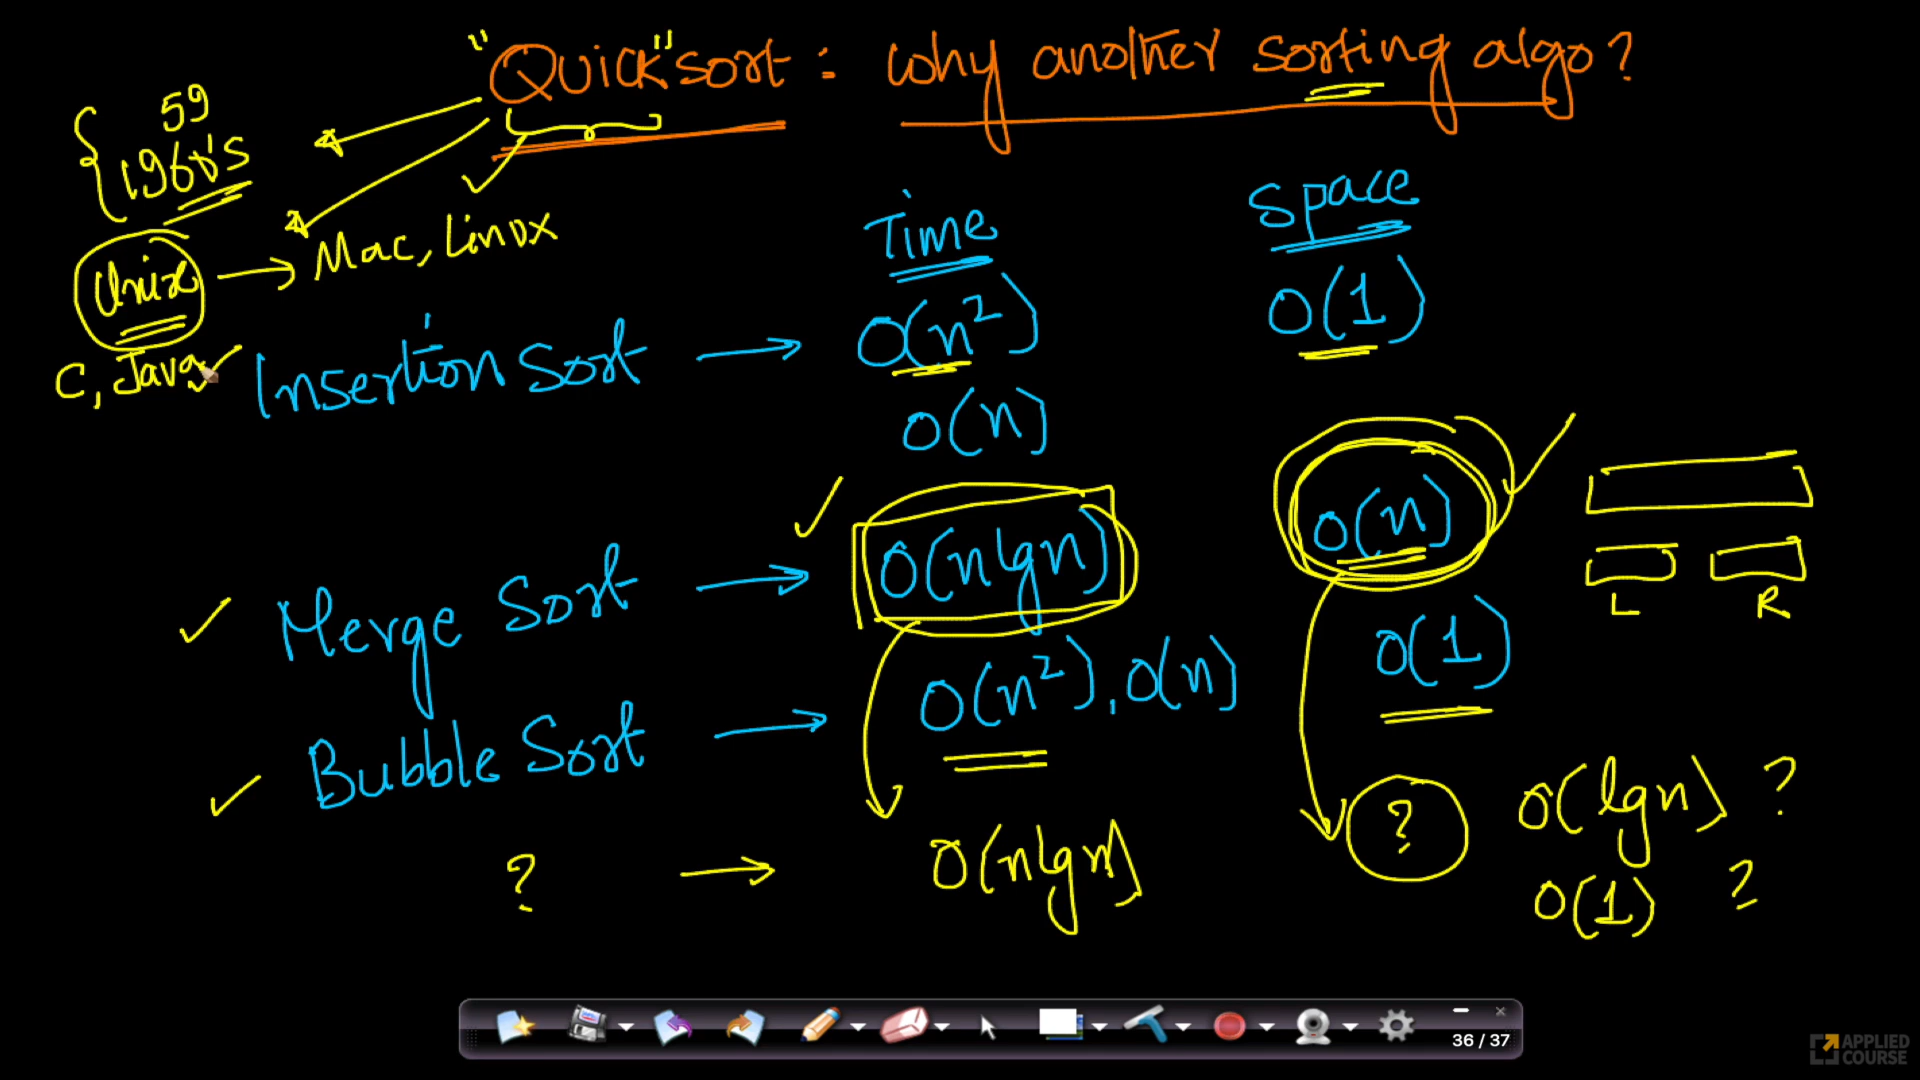 "Quick" sort : why another sorting algo?
59
1960's
Unix → Mac, Linox
C, Java
Time
Space
Insertion Sort → O(n²)
O(1)
O(n)
Merge Sort → O(nlgn)
O(n)
L R
Bubble Sort → O(n²), O(n)
O(1)
? → O(nlgn)
?
O(lgn) ?
O(1) ?
36 / 37
APPLIED
COURSE